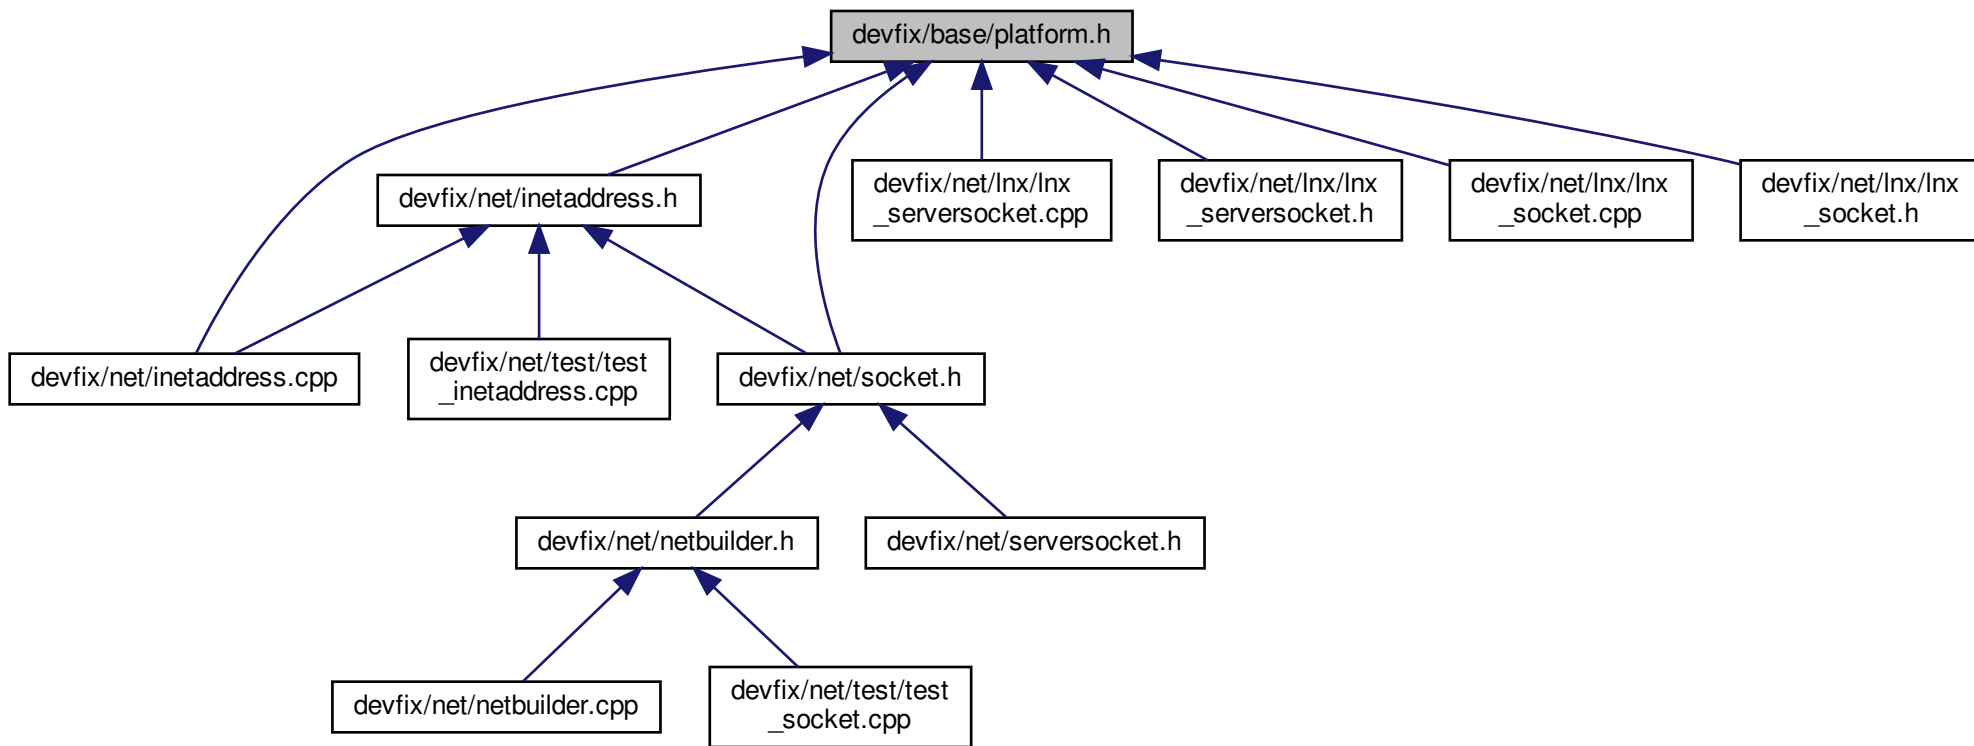 devfix/base/platform.h
devfix/net/inetaddress.h
devfix/net/lnx/lnx
_serversocket.cpp
devfix/net/lnx/lnx
_serversocket.h
devfix/net/lnx/lnx
_socket.cpp
devfix/net/lnx/lnx
_socket.h
devfix/net/inetaddress.cpp
devfix/net/test/test
_inetaddress.cpp
devfix/net/socket.h
devfix/net/netbuilder.h
devfix/net/serversocket.h
devfix/net/netbuilder.cpp
devfix/net/test/test
_socket.cpp